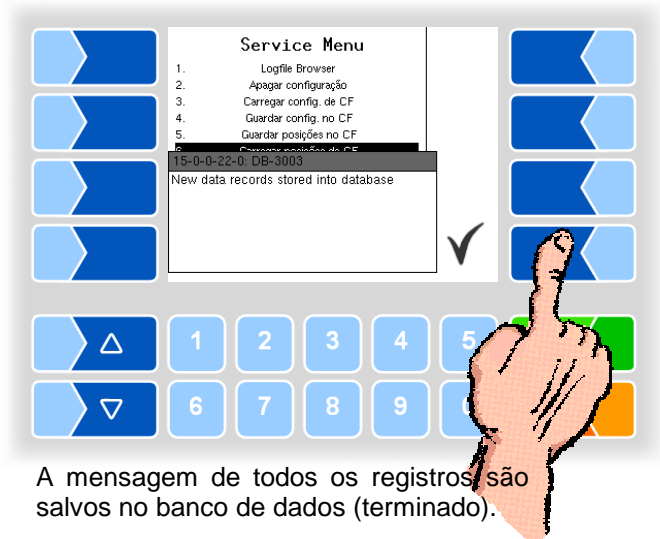 Service Menu
1. Logfile Browser
2. Apagar configuração
3. Carregar config. de CF
4. Guardar config. no CF
5. Guardar posições no CF
15-0-0-22-0: DB-3003
New data records stored into database
1 2 3 4 5
6 7 8 9
A mensagem de todos os registros são
salvos no banco de dados (terminado).